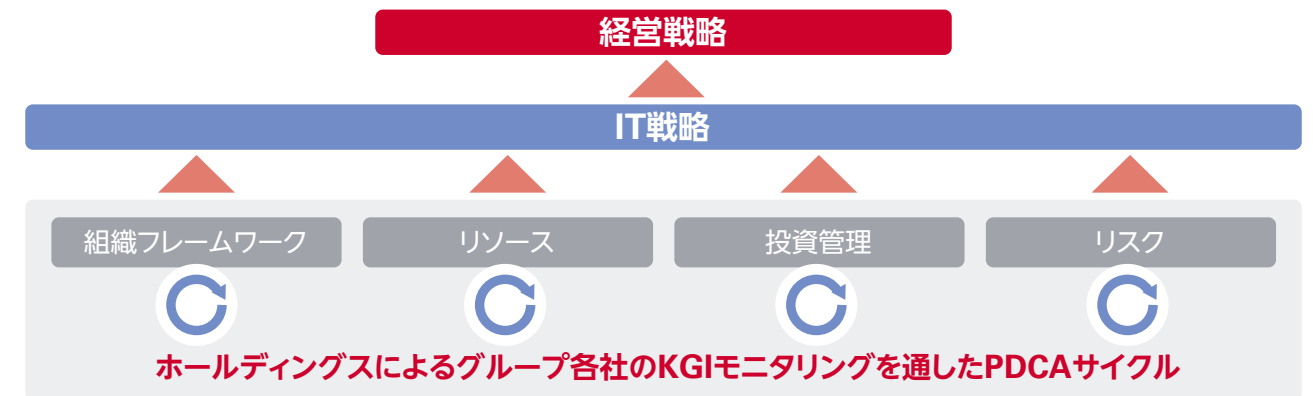 経営戦略
IT戦略
組織フレームワーク
リソース
投資管理
リスク
ホールディングスによるグループ各社のKGIモニタリングを通したPDCAサイクル